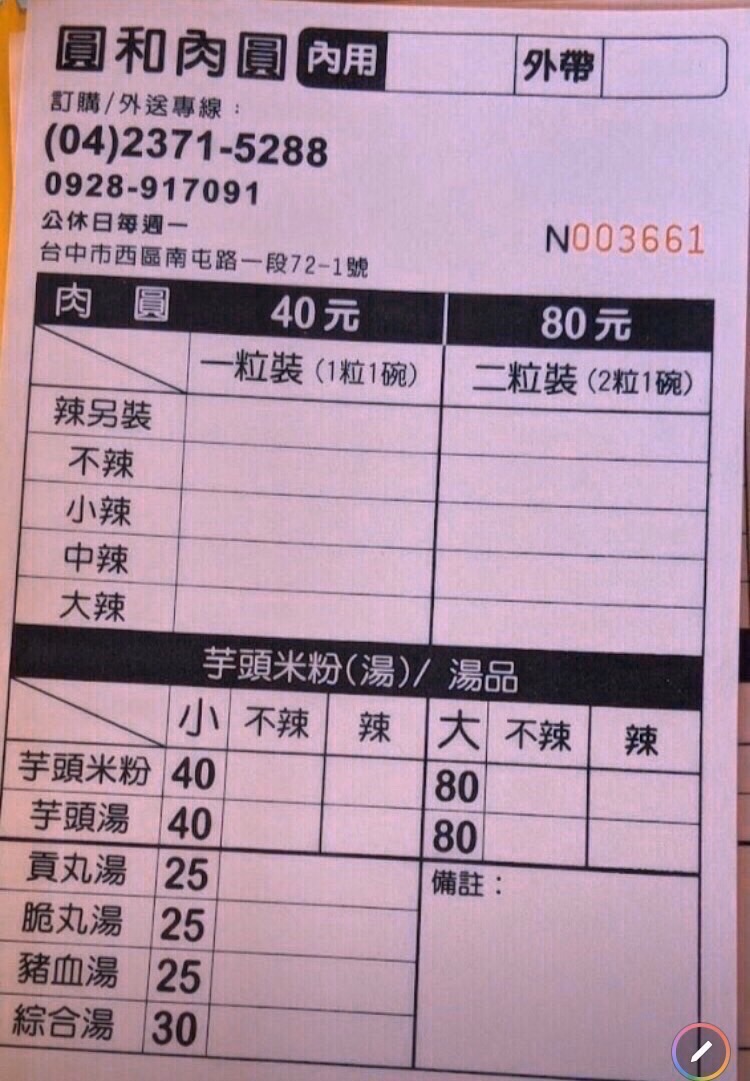 圓和肉圓 內用 外帶
訂購/外送專線：
(04)2371-5288
0928-917091
公休日每週一
N003661
台中市西區南屯路一段72-1號
肉圓 40元 80元
一粒裝(1粒1碗) 二粒裝(2粒1碗)
辣另裝
不辣
小辣
中辣
大辣
芋頭米粉(湯)/ 湯品
小 不辣 辣 大 不辣 辣
芋頭米粉 40 80
芋頭湯 40 80
貢丸湯 25 備註：
脆丸湯 25
豬血湯 25
綜合湯 30